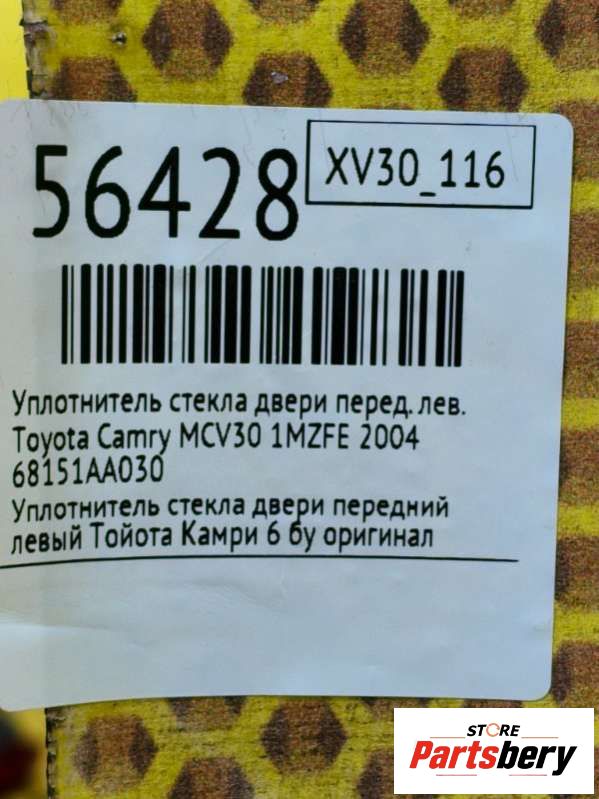 56428
XV30_116
Уплотнитель стекла двери перед. лев.
Toyota Camry MCV30 1MZFE 2004
68151AA030
Уплотнитель стекла двери передний
левый Тойота Камри 6 бу оригинал
STORE
Partsbery